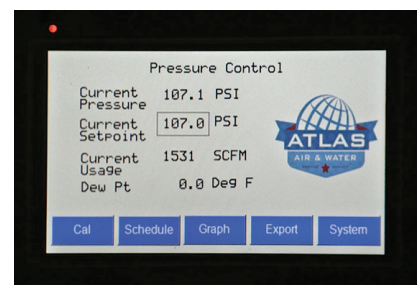 Pressure Control
Current Pressure 107.1 PSI
Current Setpoint 107.0 PSI
Current Usage 1531 SCFM
Dew Pt 0.0 Deg F
ATLAS
AIR & WATER
Cal Schedule Graph Export System